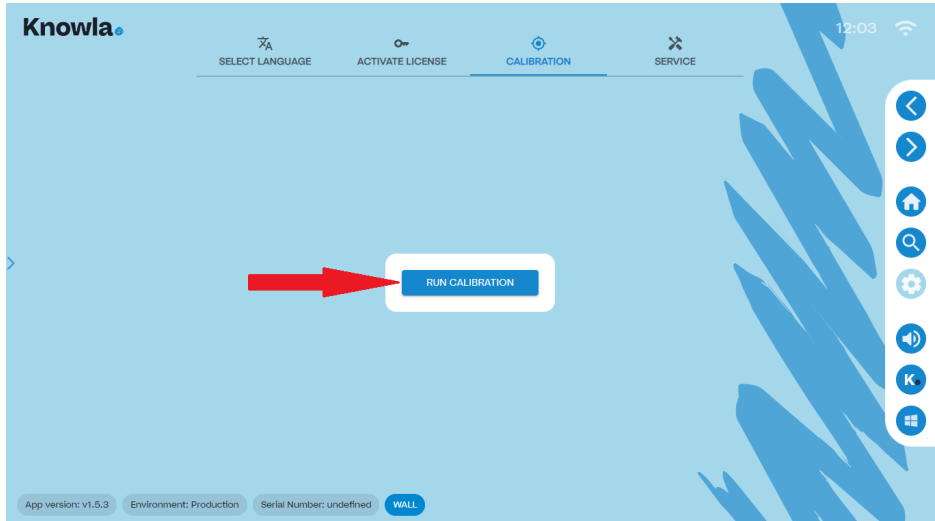 Knowla
12:03
SELECT LANGUAGE
ACTIVATE LICENSE
CALIBRATION
SERVICE
RUN CALIBRATION
K.
App version: v1.5.3
Environment: Production
Serial Number: undefined
WALL